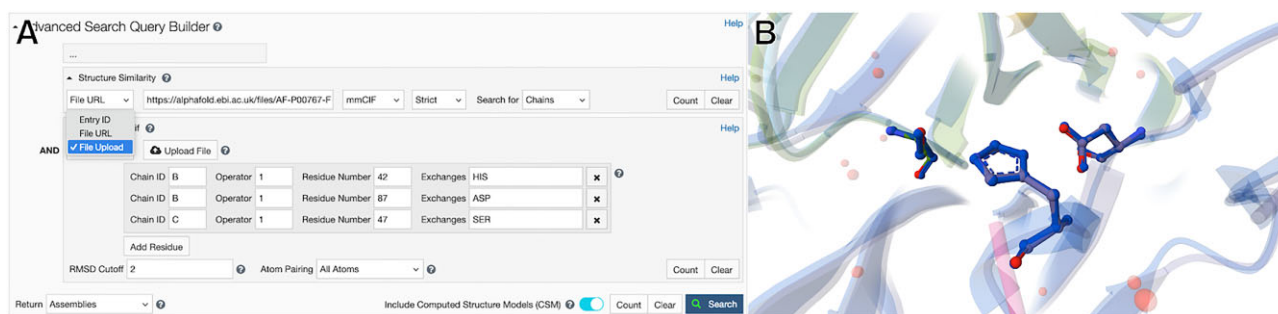 A
Advanced Search Query Builder
Help
...
Structure Similarity
Help
File URL https://alphafold.ebi.ac.uk/files/AF-P00767-F mmCIF Strict Search for Chains Count Clear
Entry ID
File URL
✓ File Upload
if
Help
AND Upload File
Chain ID B Operator 1 Residue Number 42 Exchanges HIS ×
Chain ID B Operator 1 Residue Number 87 Exchanges ASP ×
Chain ID C Operator 1 Residue Number 47 Exchanges SER ×
Add Residue
RMSD Cutoff 2 Atom Pairing All Atoms Count Clear
Return Assemblies Include Computed Structure Models (CSM) Count Clear Search
B